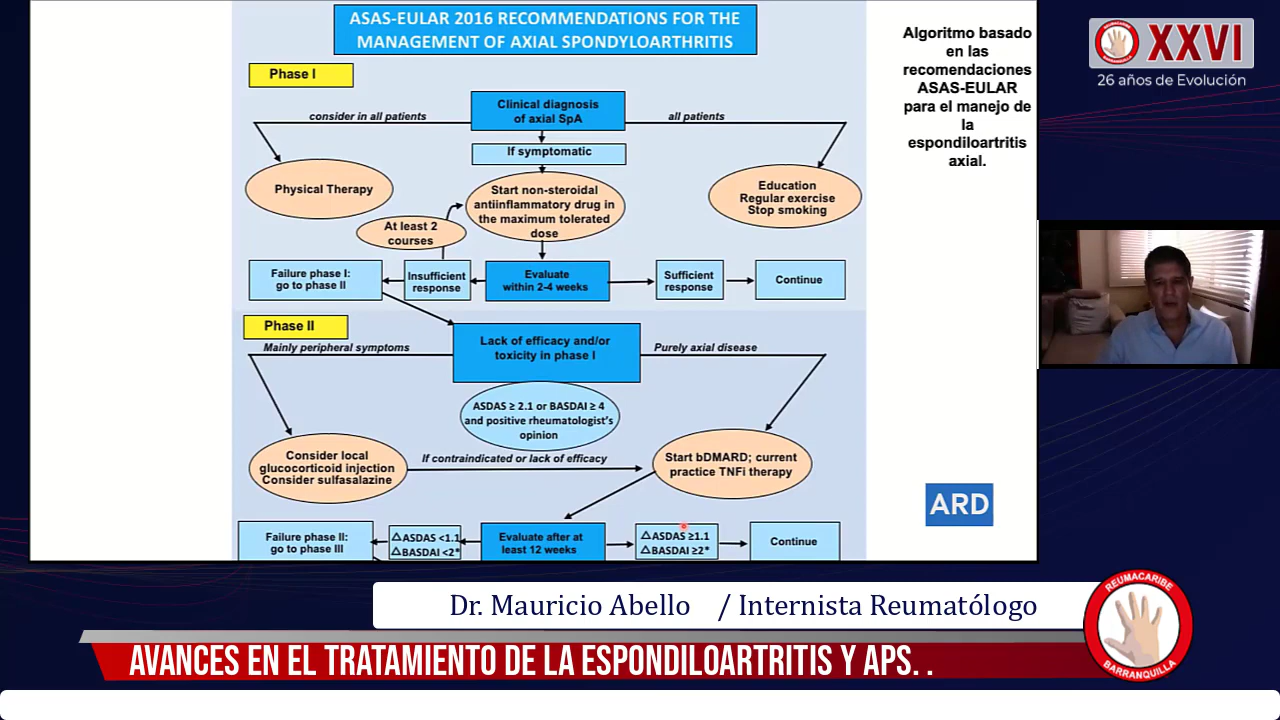 ASAS-EULAR 2016 RECOMMENDATIONS FOR THE
MANAGEMENT OF AXIAL SPONDYLOARTHRITIS
Phase I
consider in all patients
Clinical diagnosis
of axial SpA
all patients
If symptomatic
Physical Therapy
Start non-steroidal
antiinflammatory drug in
the maximum tolerated
dose
Education
Regular exercise
Stop smoking
At least 2
courses
Failure phase I:
go to phase II
Insufficient
response
Evaluate
within 2-4 weeks
Sufficient
response
Continue
Phase II
Mainly peripheral symptoms
Lack of efficacy and/or
toxicity in phase I
Purely axial disease
ASDAS ≥ 2.1 or BASDAI ≥ 4
and positive rheumatologist's
opinion
Consider local
glucocorticoid injection
Consider sulfasalazine
If contraindicated or lack of efficacy
Start bDMARD; current
practice TNFi therapy
Failure phase II:
go to phase III
△ASDAS <1.1
△BASDAI <2*
Evaluate after at
least 12 weeks
△ASDAS ≥1.1
△BASDAI ≥2*
Continue
Algoritmo basado
en las
recomendaciones
ASAS-EULAR
para el manejo de
la
espondiloartritis
axial.
ARD
REUMACARIBE
BARRANQUILLA
XXVI
26 años de Evolución
Dr. Mauricio Abello / Internista Reumatólogo
AVANCES EN EL TRATAMIENTO DE LA ESPONDILOARTRITIS Y APS. .
REUMACARIBE
BARRANQUILLA